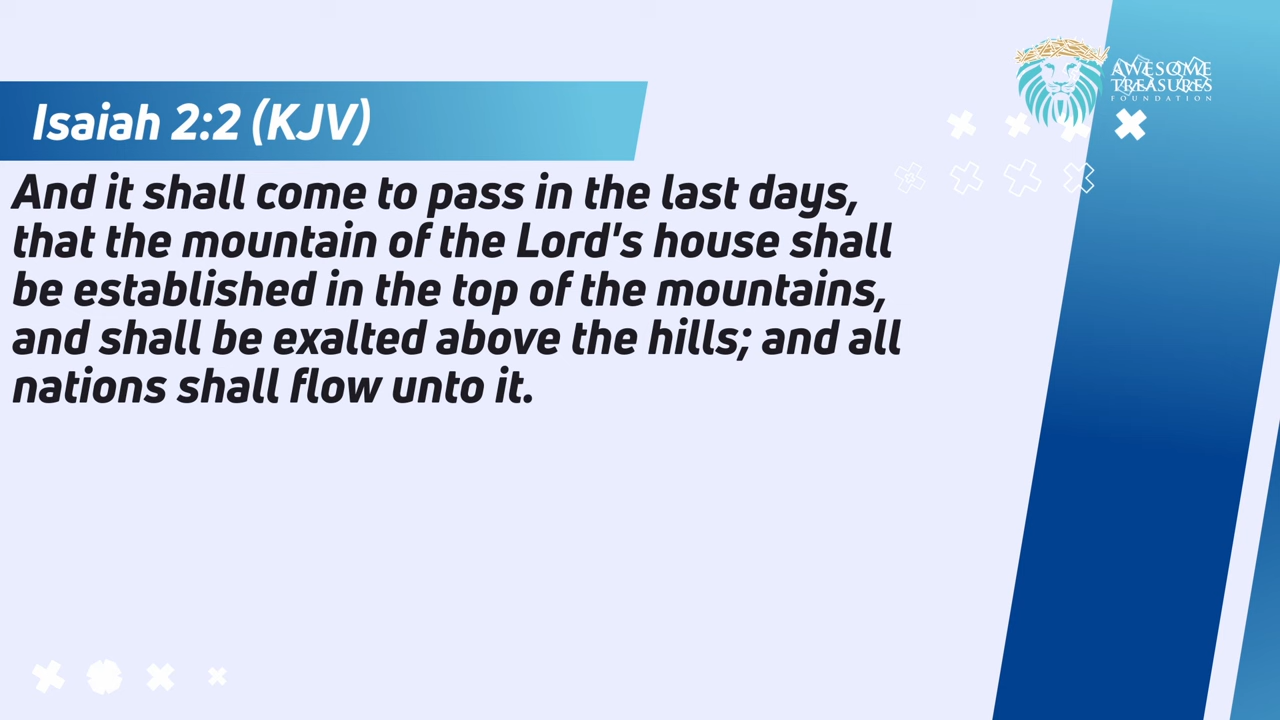 AWESOME
TREASURES
FOUNDATION
Isaiah 2:2 (KJV)
And it shall come to pass in the last days,
that the mountain of the Lord's house shall
be established in the top of the mountains,
and shall be exalted above the hills; and all
nations shall flow unto it.